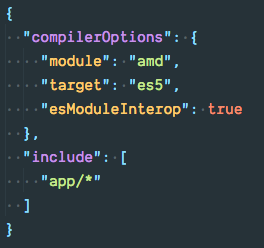 {
  "compilerOptions": {
    "module": "amd",
    "target": "es5",
    "esModuleInterop": true
  },
  "include": [
    "app/*"
  ]
}